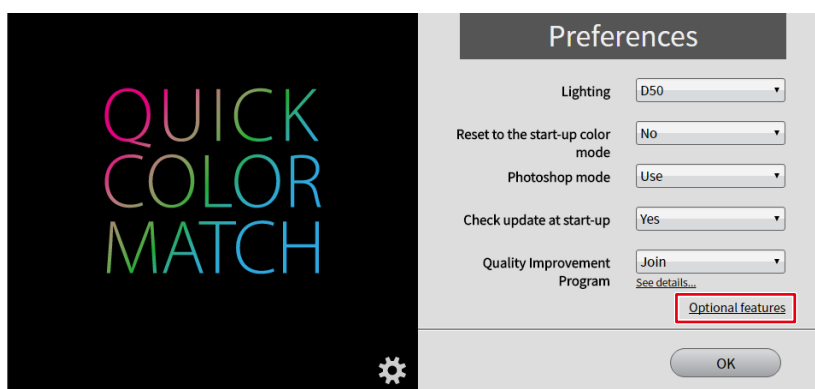 QUICK
COLOR
MATCH
Preferences
Lighting D50
Reset to the start-up color No
mode
Photoshop mode Use
Check update at start-up Yes
Quality Improvement Join
Program See details...
Optional features
OK